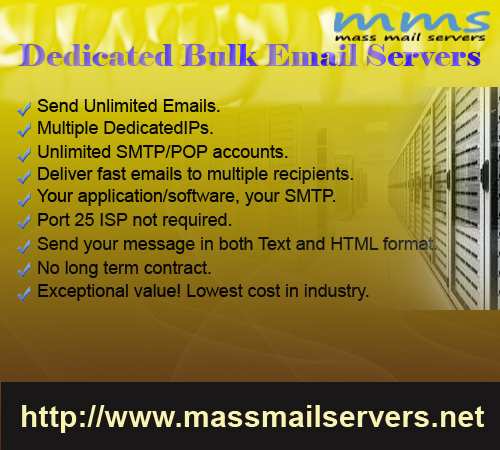 mms
mass mail servers
Dedicated Bulk Email Servers
Send Unlimited Emails.
Multiple DedicatedIPs.
Unlimited SMTP/POP accounts.
Deliver fast emails to multiple recipients.
Your application/software, your SMTP.
Port 25 ISP not required.
Send your message in both Text and HTML format.
No long term contract.
Exceptional value! Lowest cost in industry.
http://www.massmailservers.net